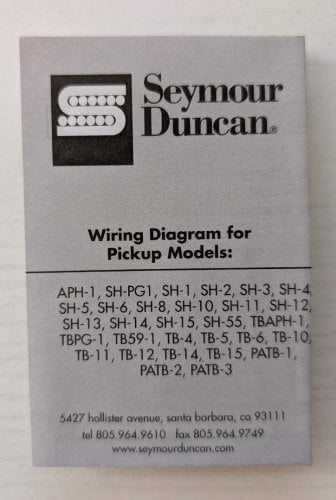 Seymour
Duncan®
Wiring Diagram for
Pickup Models:
APH-1, SH-PG1, SH-1, SH-2, SH-3, SH-4,
SH-5, SH-6, SH-8, SH-10, SH-11, SH-12,
SH-13, SH-14, SH-15, SH-55, TBAPH-1,
TBPG-1, TB59-1, TB-4, TB-5, TB-6, TB-10,
TB-11, TB-12, TB-14, TB-15, PATB-1,
PATB-2, PATB-3
5427 hollister avenue, santa barbara, ca 93111
tel 805.964.9610 fax 805.964.9749
www.seymourduncan.com